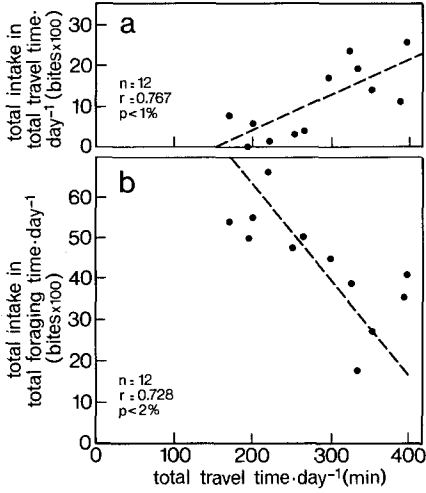 a
total intake in
total travel time·
day⁻¹ (bites×100)
30
20
10
0
n = 12
r = 0.767
p<1%
b
total intake in
total foraging time·day⁻¹
(bites×100)
60
50
40
30
20
10
0
n = 12
r = 0.728
p<2%
0 100 200 300 400
total travel time·day⁻¹(min)